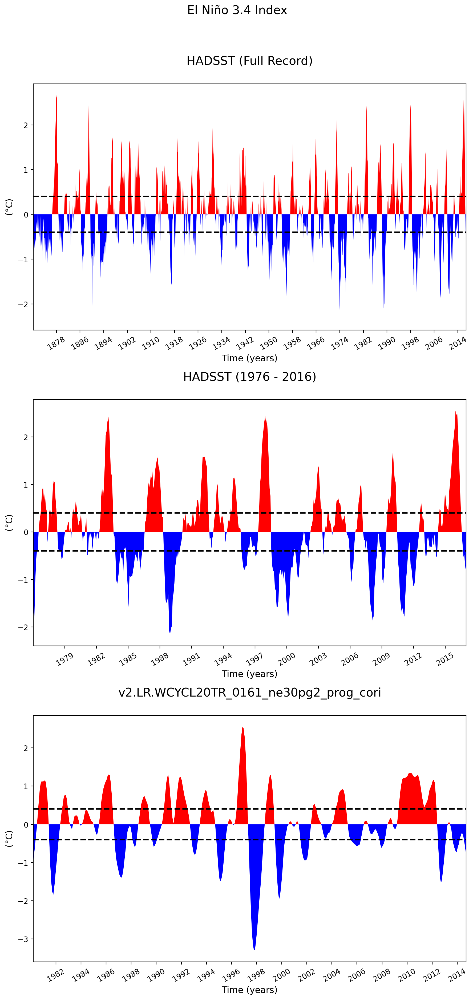 El Niño 3.4 Index
HADSST (Full Record)
(°C)
2
1
0
−1
−2
1878 1886 1894 1902 1910 1918 1926 1934 1942 1950 1958 1966 1974 1982 1990 1998 2006 2014
Time (years)
HADSST (1976 - 2016)
(°C)
2
1
0
−1
−2
1979 1982 1985 1988 1991 1994 1997 2000 2003 2006 2009 2012 2015
Time (years)
v2.LR.WCYCL20TR_0161_ne30pg2_prog_cori
(°C)
2
1
0
−1
−2
−3
1982 1984 1986 1988 1990 1992 1994 1996 1998 2000 2002 2004 2006 2008 2010 2012 2014
Time (years)